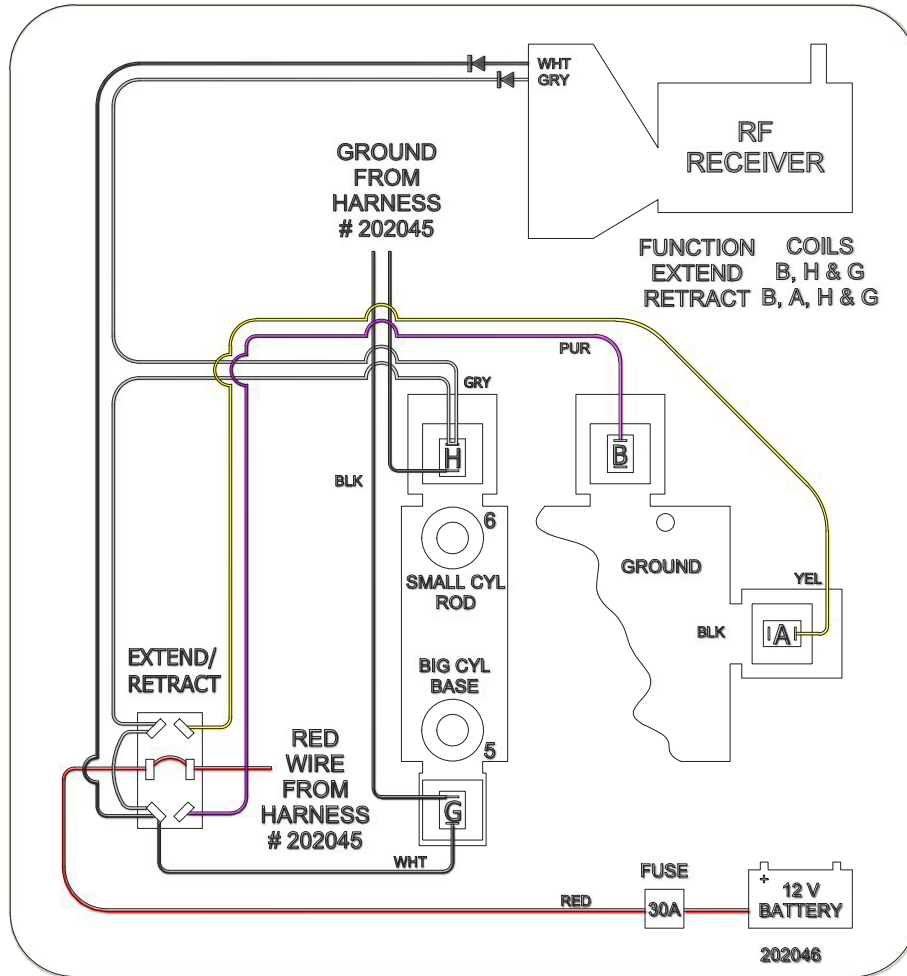 WHT
GRY
RF
RECEIVER
GROUND
FROM
HARNESS
# 202045
FUNCTION COILS
EXTEND B, H & G
RETRACT B, A, H & G
PUR
GRY
H
B
BLK
6
GROUND
SMALL CYL
ROD
YEL
BLK
A
EXTEND/
RETRACT
BIG CYL
BASE
5
RED
WIRE
FROM
HARNESS
# 202045
G
WHT
FUSE
RED
30A
+
12 V
BATTERY
202046